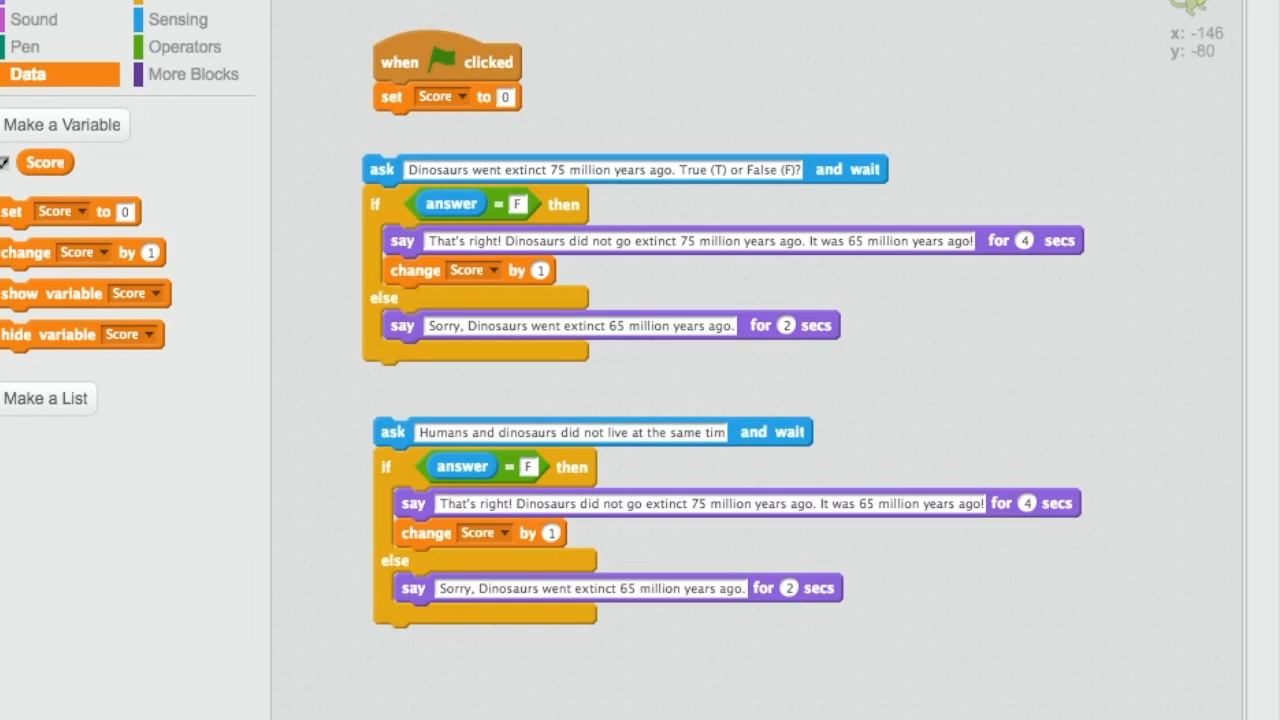 Sound
Sensing
Pen
Operators
Data
More Blocks
Make a Variable
Score
set Score to 0
change Score by 1
show variable Score
hide variable Score
Make a List
when clicked
set Score to 0
ask Dinosaurs went extinct 75 million years ago. True (T) or False (F)? and wait
if answer = F then
say That's right! Dinosaurs did not go extinct 75 million years ago. It was 65 million years ago! for 4 secs
change Score by 1
else
say Sorry, Dinosaurs went extinct 65 million years ago. for 2 secs
ask Humans and dinosaurs did not live at the same tim and wait
if answer = F then
say That's right! Dinosaurs did not go extinct 75 million years ago. It was 65 million years ago! for 4 secs
change Score by 1
else
say Sorry, Dinosaurs went extinct 65 million years ago. for 2 secs
x: -146
y: -80